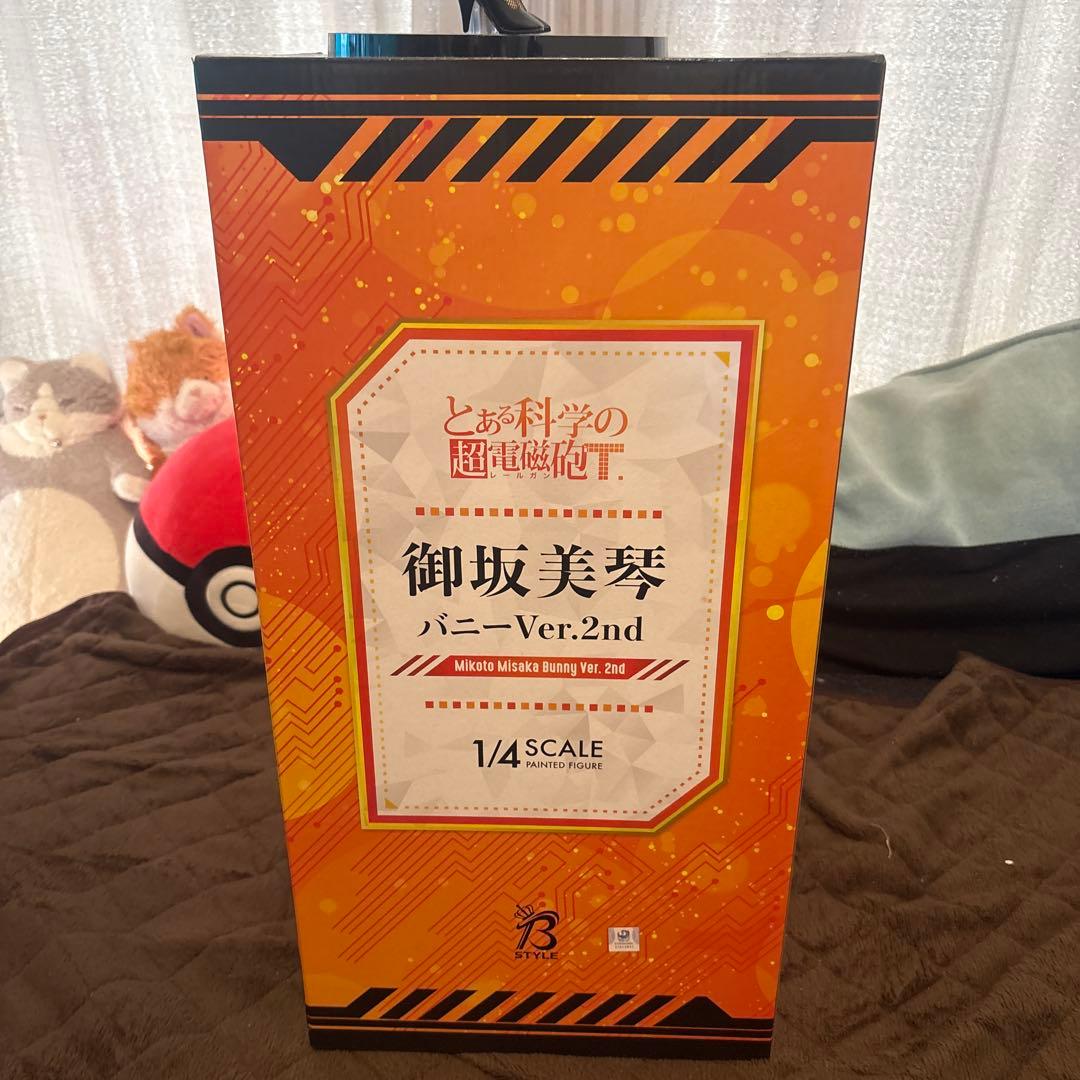 とある科学の
超電磁砲T.
レールガン
御坂美琴
バニーVer.2nd
Mikoto Misaka Bunny Ver. 2nd
1/4 SCALE
PAINTED FIGURE
B
STYLE